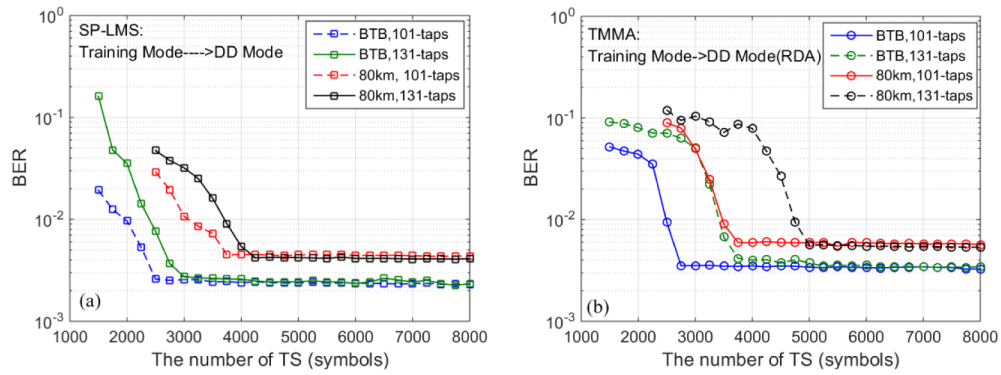 SP-LMS:
Training Mode---->DD Mode
BTB,101-taps
BTB,131-taps
80km, 101-taps
80km,131-taps
10^0
10^-1
10^-2
10^-3
BER
(a)
1000 2000 3000 4000 5000 6000 7000 8000
The number of TS (symbols)
TMMA:
Training Mode->DD Mode(RDA)
BTB,101-taps
BTB,131-taps
80km,101-taps
80km,131-taps
10^0
10^-1
10^-2
10^-3
BER
(b)
1000 2000 3000 4000 5000 6000 7000 8000
The number of TS (symbols)